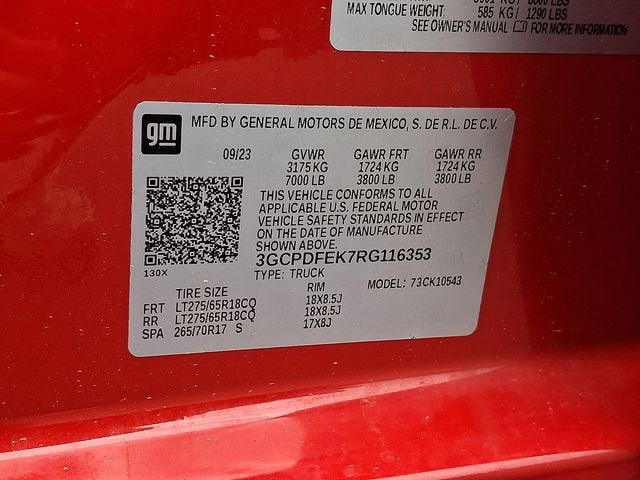 MAX TONGUE WEIGHT: 585 KG / 1290 LBS
SEE OWNER'S MANUAL FOR MORE INFORMATION
gm
MFD BY GENERAL MOTORS DE MEXICO, S. DE R.L. DE C.V.
09/23 GVWR GAWR FRT GAWR RR
3175 KG 1724 KG 1724 KG
7000 LB 3800 LB 3800 LB
THIS VEHICLE CONFORMS TO ALL
APPLICABLE U.S. FEDERAL MOTOR
VEHICLE SAFETY STANDARDS IN EFFECT
ON THE DATE OF MANUFACTURE
SHOWN ABOVE.
3GCPDFEK7RG116353
130X
TYPE: TRUCK
MODEL: 73CK10543
TIRE SIZE RIM
FRT LT275/65R18CQ 18X8.5J
RR LT275/65R18CQ 18X8.5J
SPA 265/70R17 S 17X8J